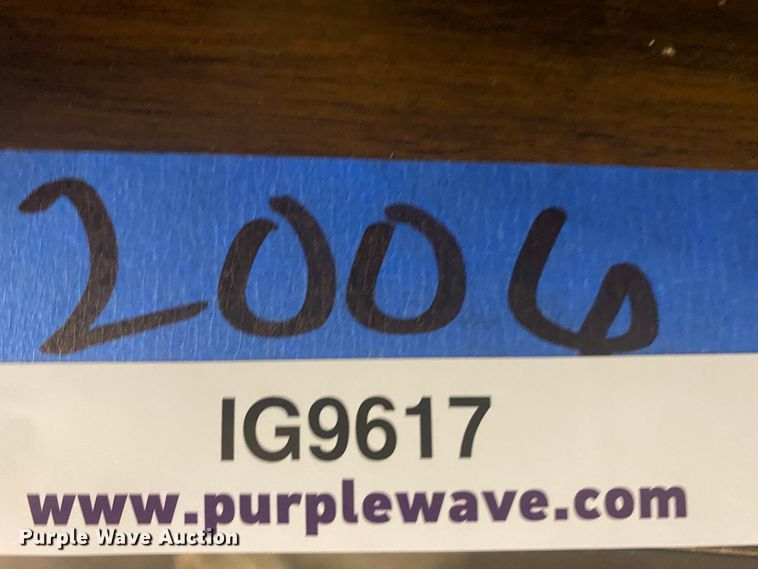 2006
IG9617
www.purplewave.com
Purple Wave Auction